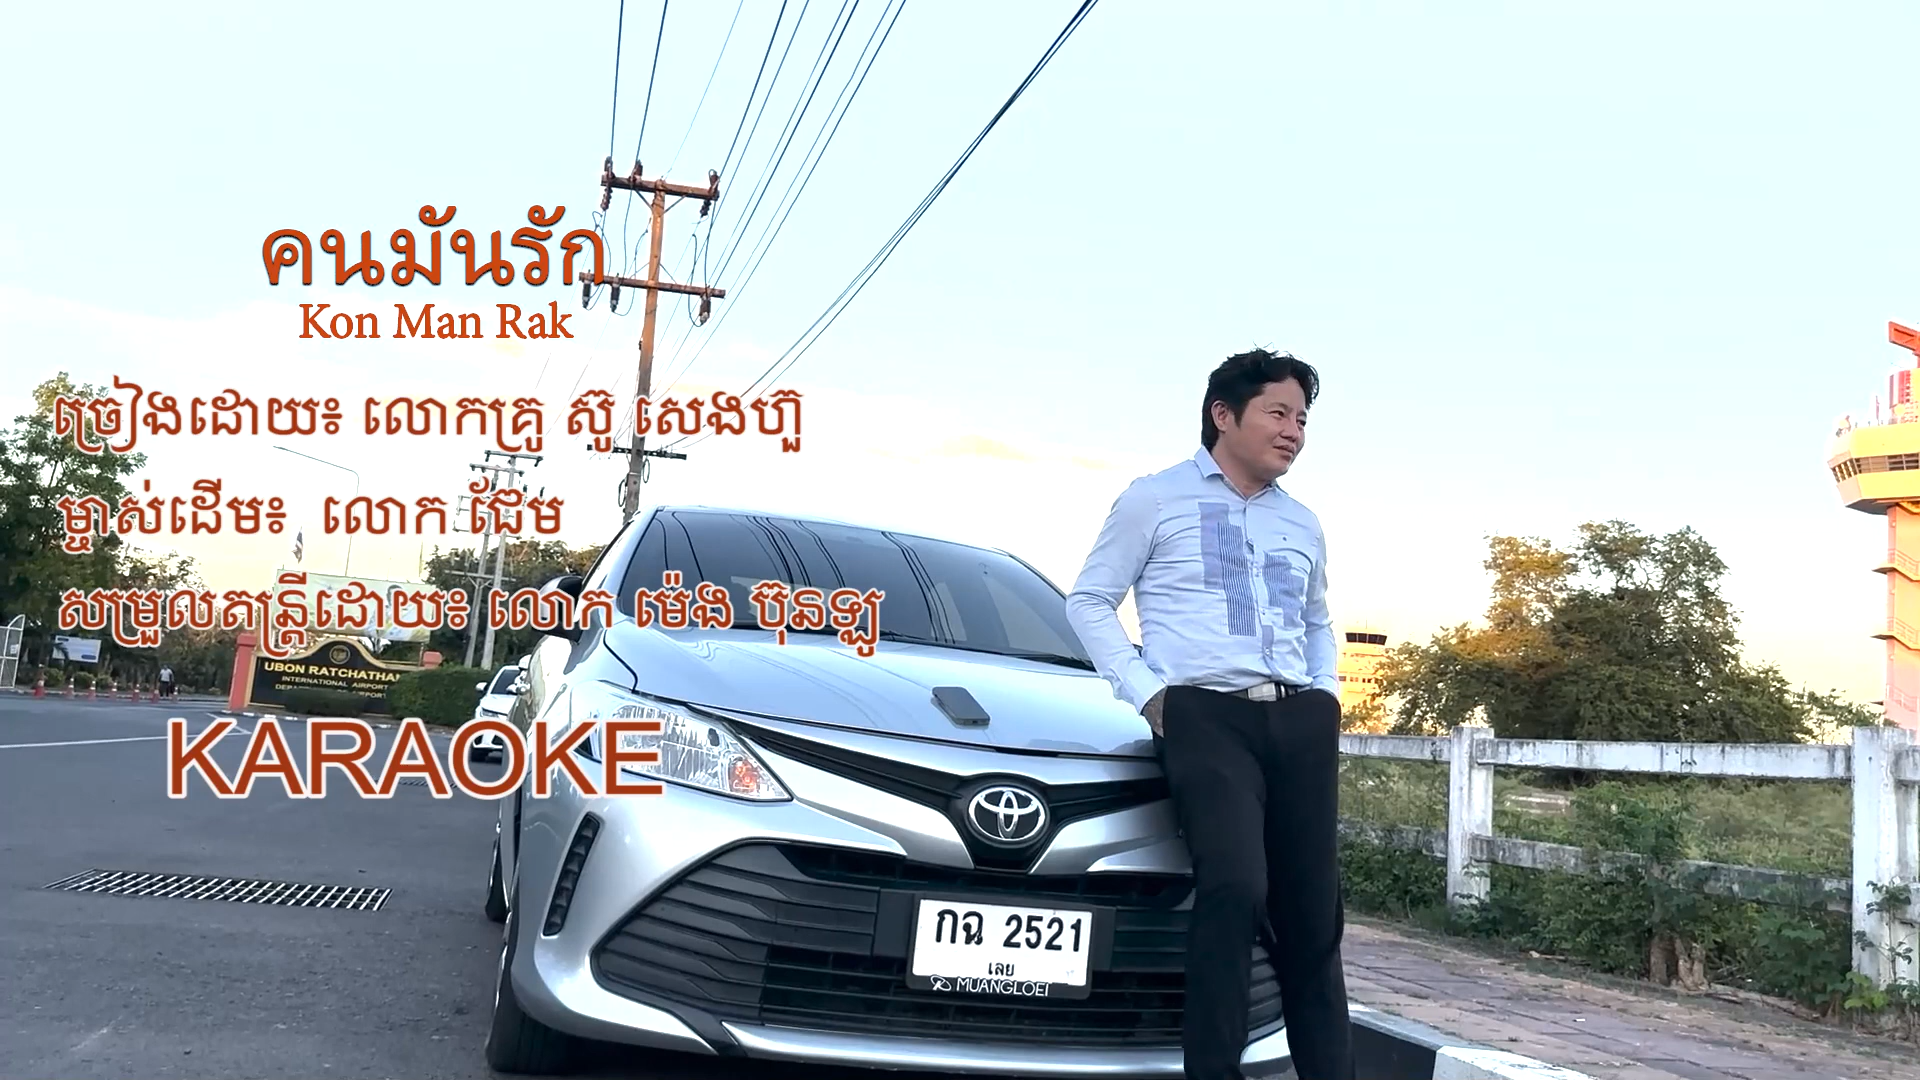 คนมันรัก
Kon Man Rak
ច្រៀងដោយ៖ លោកគ្រូ ស៊ូ សេងហ៊ួ
ម្ចាស់ដើម៖ លោក ជែម
សម្រួលតន្ត្រីដោយ៖ លោក ម៉េង ប៊ុនឡូ
UBON RATCHATHANI
INTERNATIONAL AIRPORT
KARAOKE
กฉ 2521
เลย
MUANGLOEI